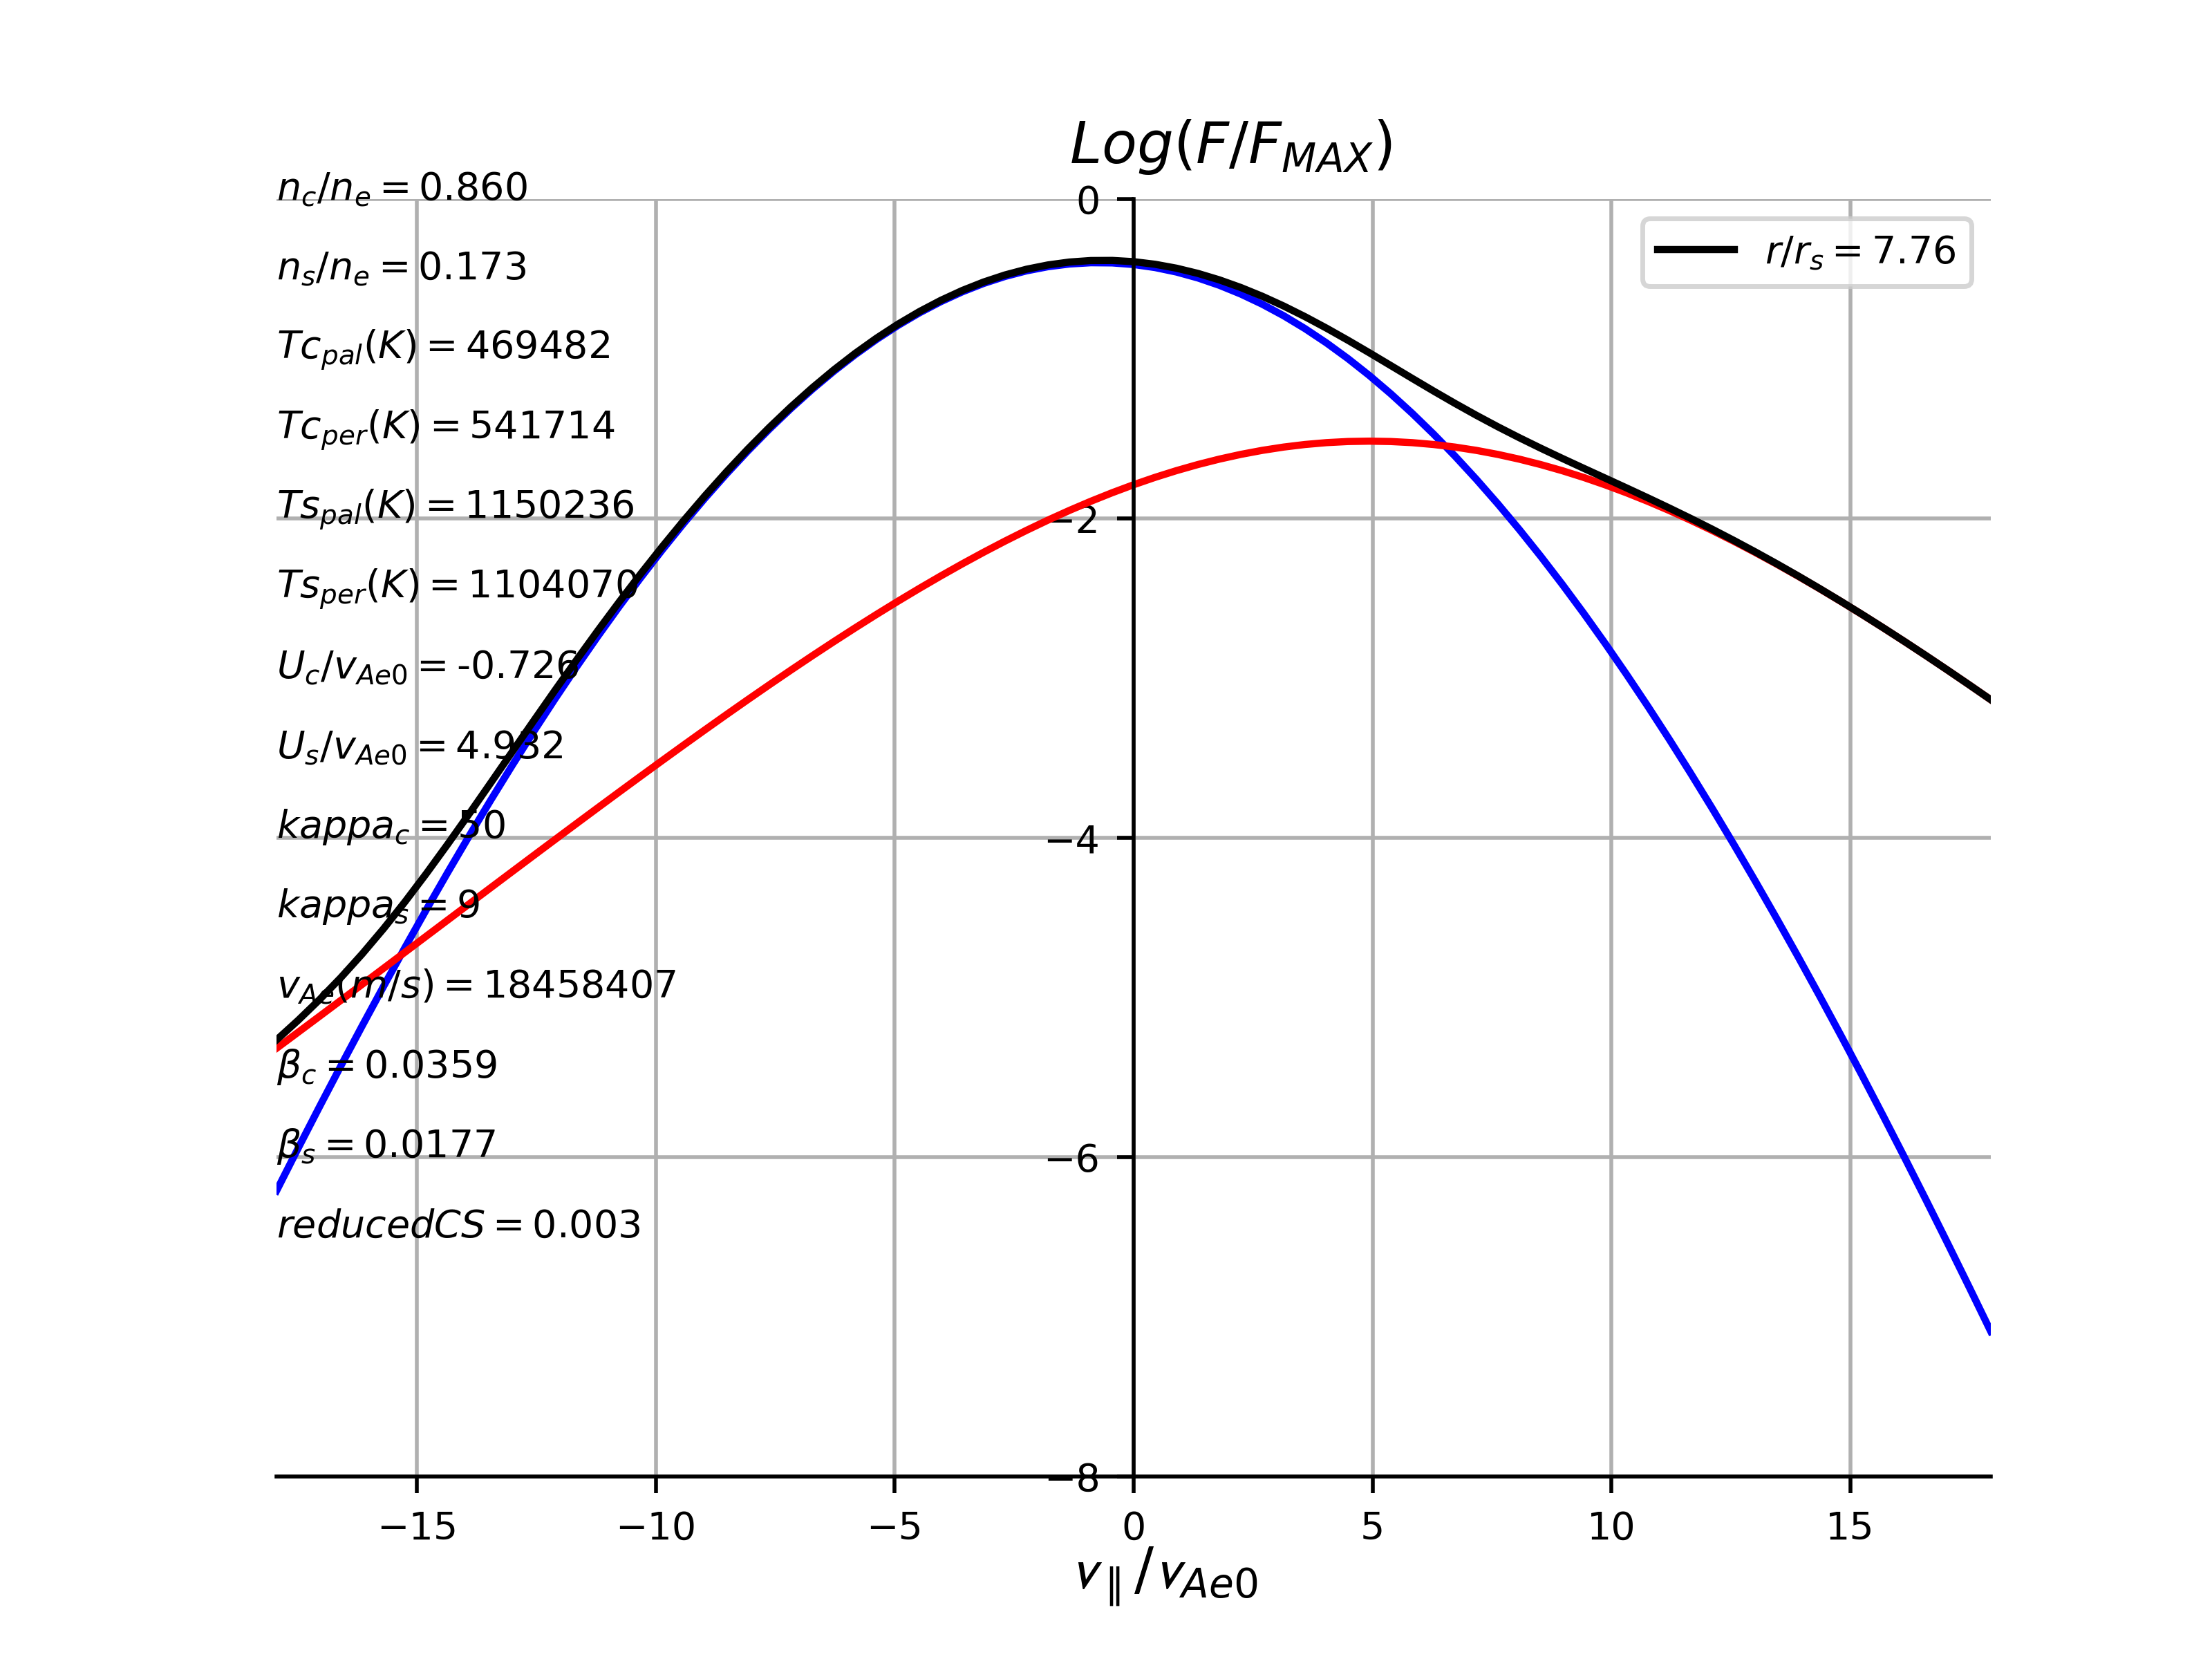 Log(F/F_MAX)
n_c/n_e = 0.860
0
r/r_s = 7.76
n_s/n_e = 0.173
Tc_pal(K) = 469482
Tc_per(K) = 541714
Ts_pal(K) = 1150236
−2
Ts_per(K) = 1104070
U_c/v_Ae0 = -0.726
U_s/v_Ae0 = 4.932
kappa_c = 50
−4
kappa_s = 9
v_Ae(m/s) = 18458407
β_c = 0.0359
β_s = 0.0177
−6
reducedCS = 0.003
−8
−15 −10 −5 0 5 10 15
v_∥/v_Ae0